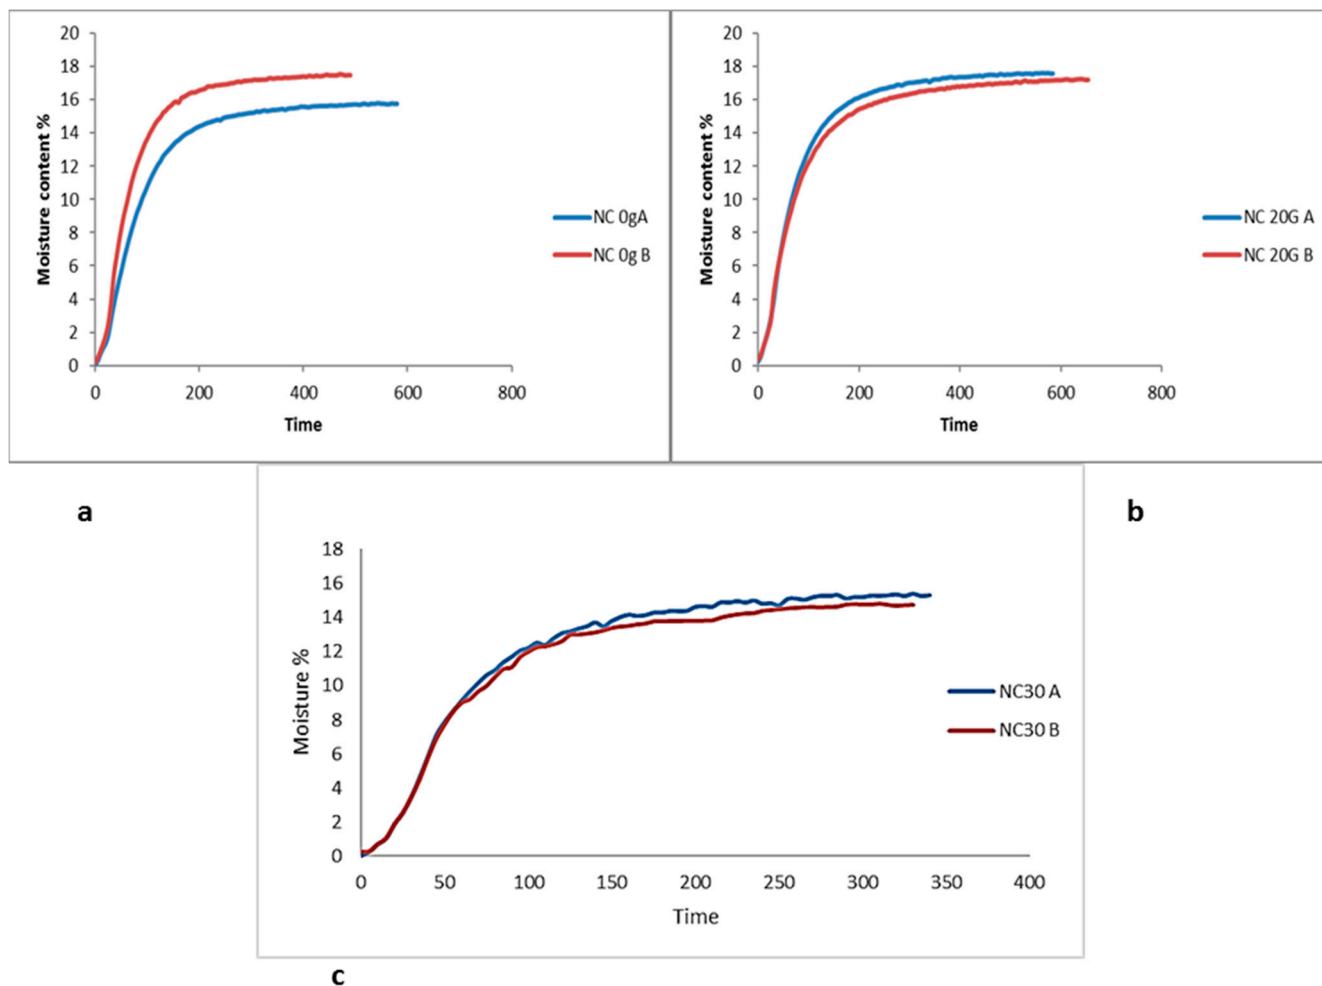 20
18
16
14
12
10
8
6
4
2
0
Moisture content %
0 200 400 600 800
Time
NC 0gA
NC 0g B
20
18
16
14
12
10
8
6
4
2
0
Moisture content %
0 200 400 600 800
Time
NC 20G A
NC 20G B
a
b
18
16
14
12
10
8
6
4
2
0
Moisture %
0 50 100 150 200 250 300 350 400
Time
NC30 A
NC30 B
c